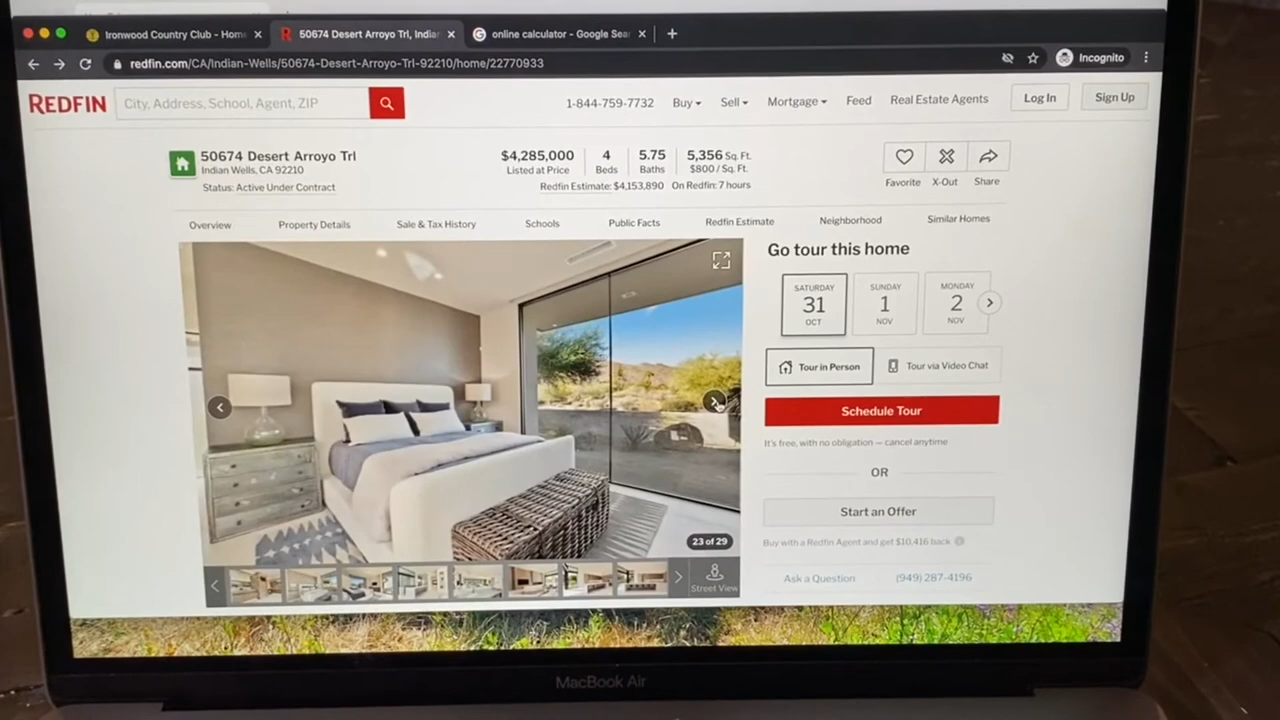 Ironwood Country Club - Hom
50674 Desert Arroyo Trl, Indian
online calculator - Google Sea
redfin.com/CA/Indian-Wells/50674-Desert-Arroyo-Trl-92210/home/22770933
Incognito
REDFIN
City, Address, School, Agent, ZIP
1-844-759-7732
Buy
Sell
Mortgage
Feed
Real Estate Agents
Log In
Sign Up
50674 Desert Arroyo Trl
Indian Wells, CA 92210
Status: Active Under Contract
$4,285,000
Listed at Price
4
Beds
5.75
Baths
5,356 Sq. Ft.
$800 / Sq. Ft.
Redfin Estimate: $4,153,890 On Redfin: 7 hours
Favorite
X-Out
Share
Overview
Property Details
Sale & Tax History
Schools
Public Facts
Redfin Estimate
Neighborhood
Similar Homes
23 of 29
Street View
Go tour this home
SATURDAY
31
OCT
SUNDAY
1
NOV
MONDAY
2
NOV
Tour in Person
Tour via Video Chat
Schedule Tour
It's free, with no obligation — cancel anytime
OR
Start an Offer
Buy with a Redfin Agent and get $10,416 back
Ask a Question
(949) 287-4196
MacBook Air